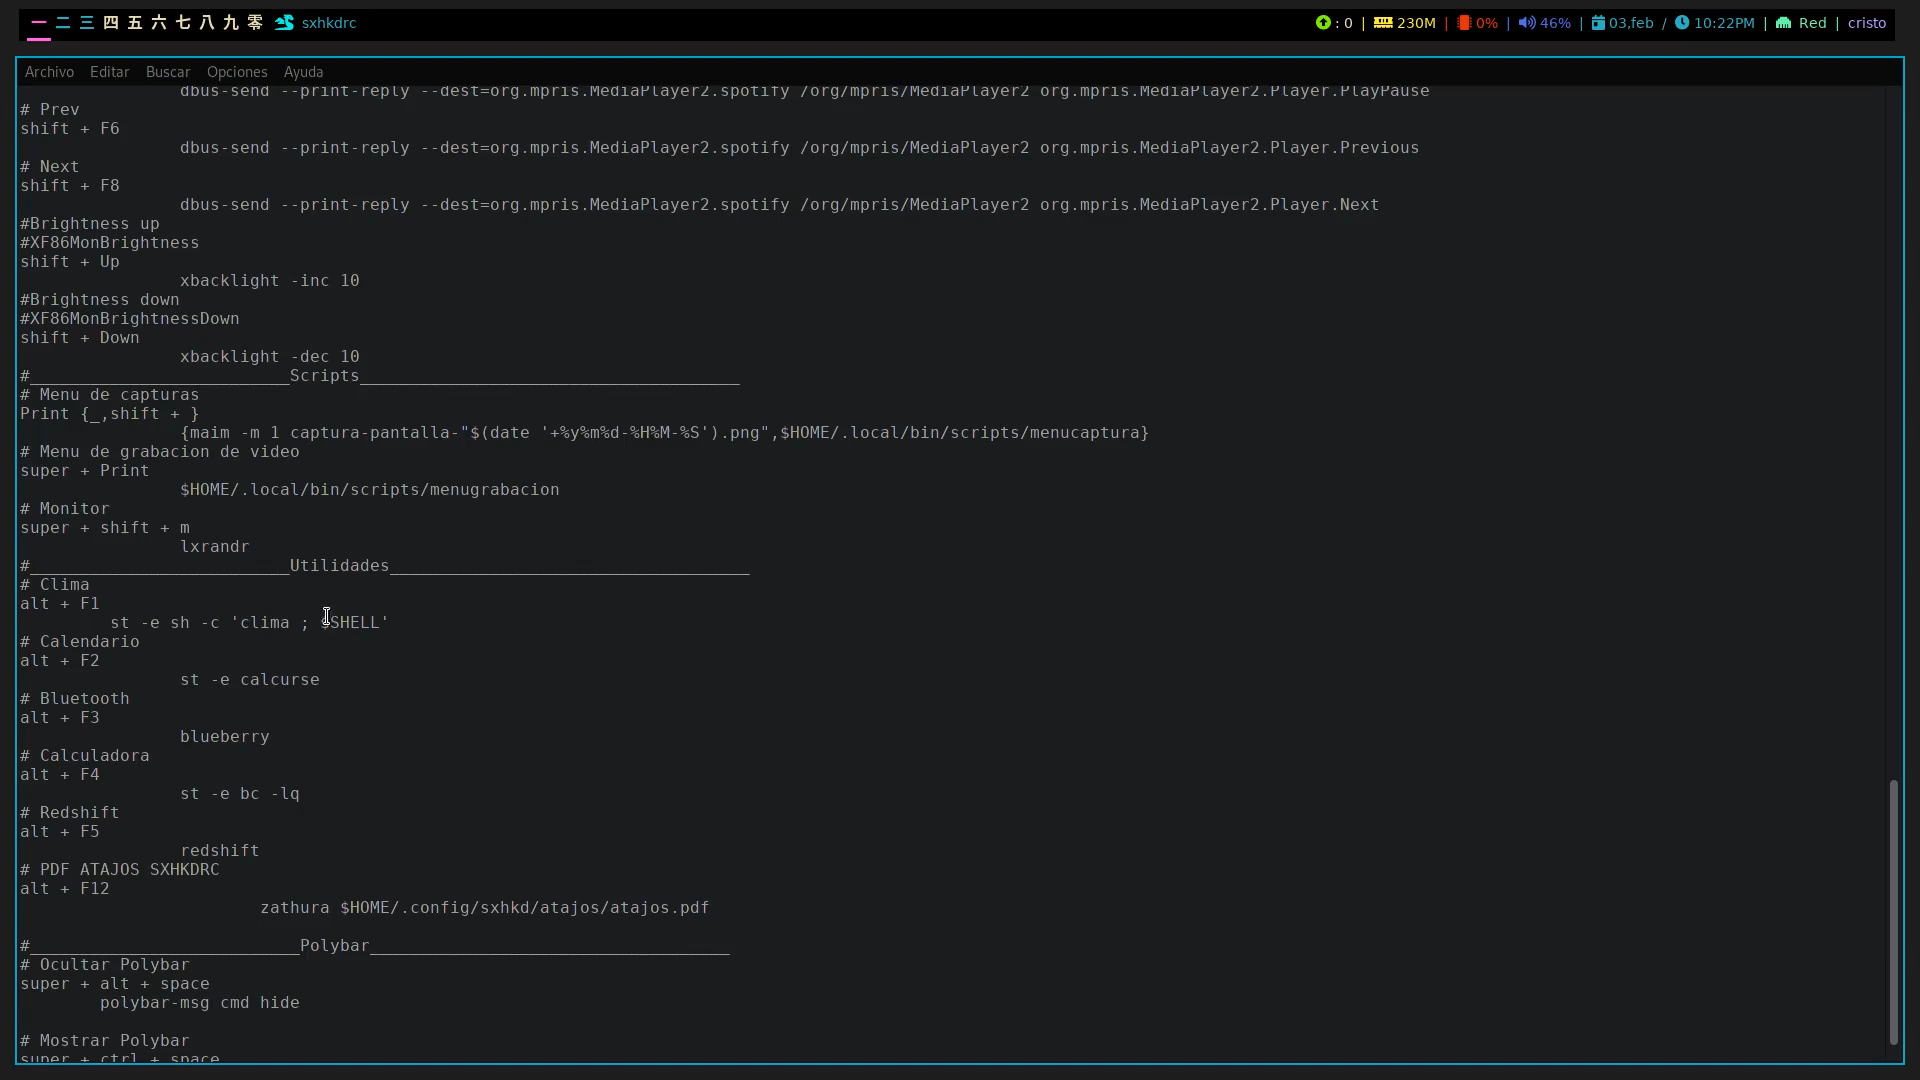 一 二 三 四 五 六 七 八 九 零 sxhkdrc : 0 | 230M | 0% | 46% | 03,feb / 10:22PM | Red | cristo
Archivo Editar Buscar Opciones Ayuda
dbus-send --print-reply --dest=org.mpris.MediaPlayer2.spotify /org/mpris/MediaPlayer2 org.mpris.MediaPlayer2.Player.PlayPause
# Prev
shift + F6
dbus-send --print-reply --dest=org.mpris.MediaPlayer2.spotify /org/mpris/MediaPlayer2 org.mpris.MediaPlayer2.Player.Previous
# Next
shift + F8
dbus-send --print-reply --dest=org.mpris.MediaPlayer2.spotify /org/mpris/MediaPlayer2 org.mpris.MediaPlayer2.Player.Next
#Brightness up
#XF86MonBrightness
shift + Up
xbacklight -inc 10
#Brightness down
#XF86MonBrightnessDown
shift + Down
xbacklight -dec 10
#__________________________Scripts______________________________________
# Menu de capturas
Print {_,shift + }
{maim -m 1 captura-pantalla-"$(date '+%y%m%d-%H%M-%S').png",$HOME/.local/bin/scripts/menucaptura}
# Menu de grabacion de video
super + Print
$HOME/.local/bin/scripts/menugrabacion
# Monitor
super + shift + m
lxrandr
#__________________________Utilidades____________________________________
# Clima
alt + F1
st -e sh -c 'clima ; $SHELL'
# Calendario
alt + F2
st -e calcurse
# Bluetooth
alt + F3
blueberry
# Calculadora
alt + F4
st -e bc -lq
# Redshift
alt + F5
redshift
# PDF ATAJOS SXHKDRC
alt + F12
zathura $HOME/.config/sxhkd/atajos/atajos.pdf
#___________________________Polybar____________________________________
# Ocultar Polybar
super + alt + space
polybar-msg cmd hide
# Mostrar Polybar
super + ctrl + space